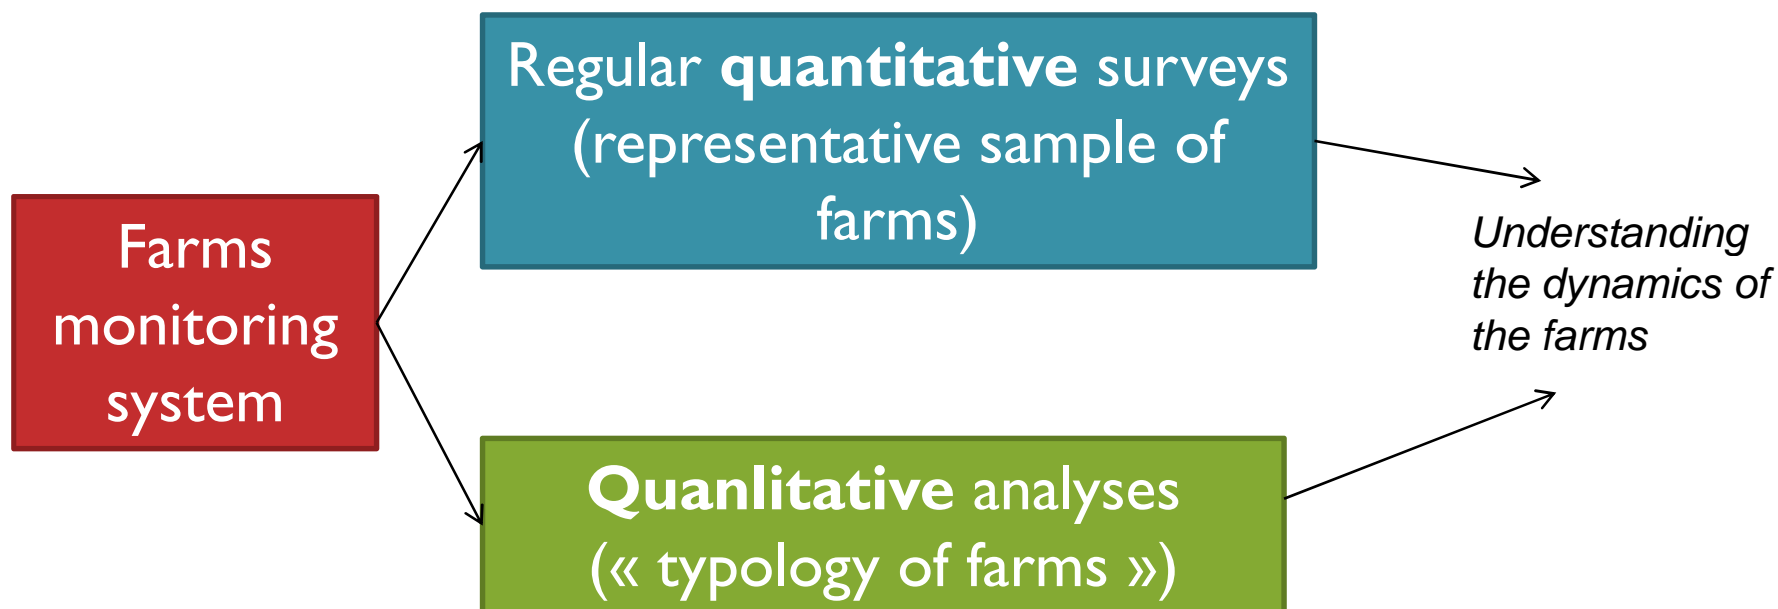 Farms
monitoring
system
Regular quantitative surveys
(representative sample of
farms)
Quanlitative analyses
(« typology of farms »)
Understanding
the dynamics of
the farms